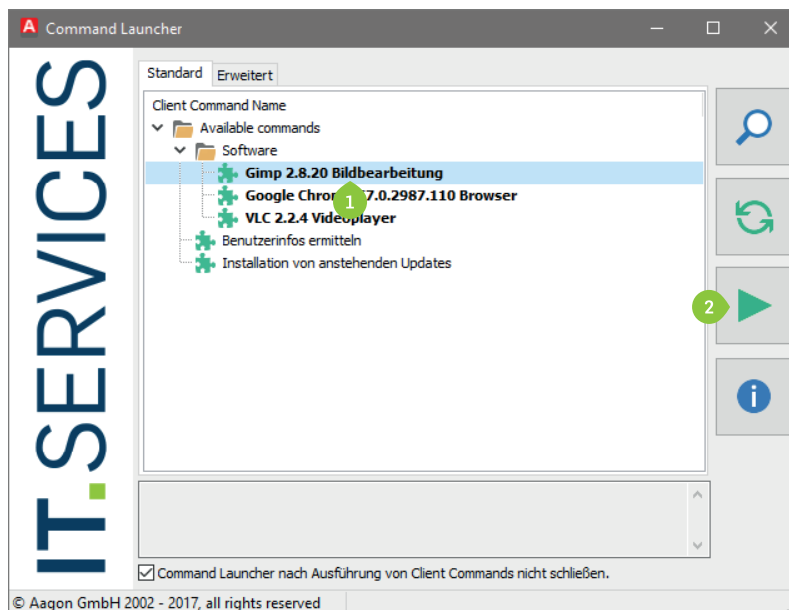 Command Launcher
IT.SERVICES
Standard Erweitert
Client Command Name
Available commands
Software
Gimp 2.8.20 Bildbearbeitung
1
Google Chrom 7.0.2987.110 Browser
VLC 2.2.4 Videoplayer
Benutzerinfos ermitteln
Installation von anstehenden Updates
2
Command Launcher nach Ausführung von Client Commands nicht schließen.
© Aagon GmbH 2002 - 2017, all rights reserved